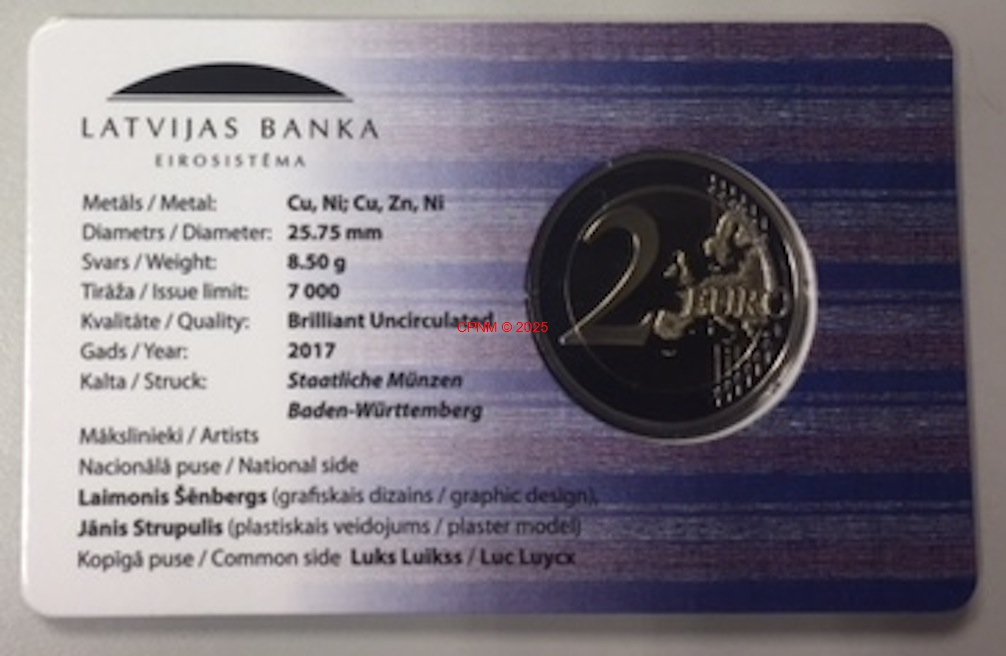 LATVIJAS BANKA
EIROSISTĒMA
Metāls / Metal: Cu, Ni; Cu, Zn, Ni
Diametrs / Diameter: 25.75 mm
Svars / Weight: 8.50 g
Tirāža / Issue limit: 7 000
Kvalitāte / Quality: Brilliant Uncirculated
Gads / Year: 2017
Kalta / Struck: Staatliche Münzen
Baden-Württemberg
Mākslinieki / Artists
Nacionālā puse / National side
Laimonis Šēnbergs (grafiskais dizains / graphic design),
Jānis Strupulis (plastiskais veidojums / plaster model)
Kopīgā puse / Common side Luks Luikss / Luc Luycx
2 EURO
CPNM © 2025